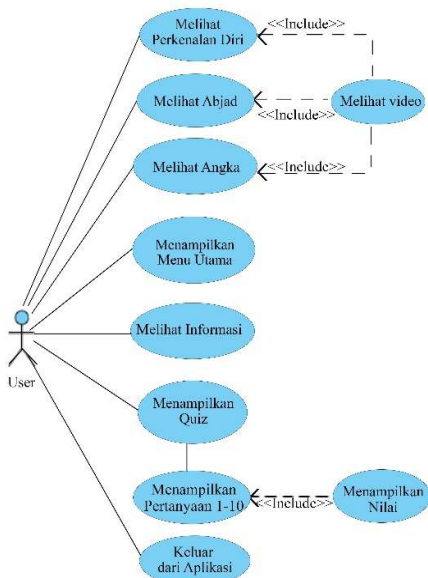 Melihat
Perkenalan Diri
<<Include>>
Melihat Abjad
<<Include>>
Melihat video
Melihat Angka
<<Include>>
Menampilkan
Menu Utama
Melihat Informasi
User
Menampilkan
Quiz
Menampilkan
Pertanyaan 1-10
<<Include>>
Menampilkan
Nilai
Keluar
dari Aplikasi